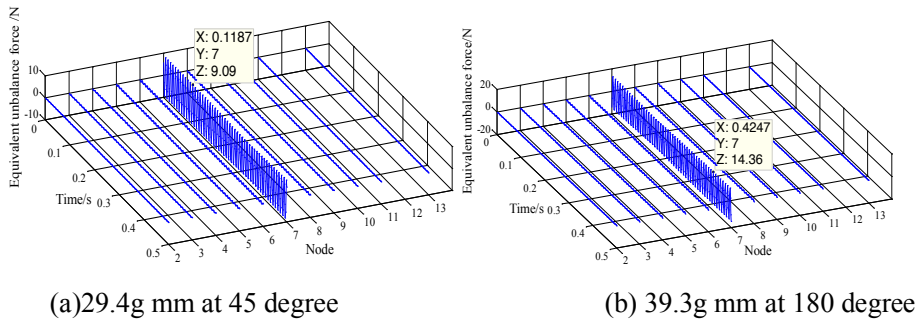 Equivalent unbalance force /N
10
0
-10
0
0.1
0.2
0.3
0.4
0.5
Time/s
2 3 4 5 6 7 8 9 10 11 12 13
Node
X: 0.1187
Y: 7
Z: 9.09
(a)29.4g mm at 45 degree
Equivalent unbalance force/N
20
0
-20
0
0.1
0.2
0.3
0.4
0.5
Time/s
2 3 4 5 6 7 8 9 10 11 12 13
Node
X: 0.4247
Y: 7
Z: 14.36
(b) 39.3g mm at 180 degree